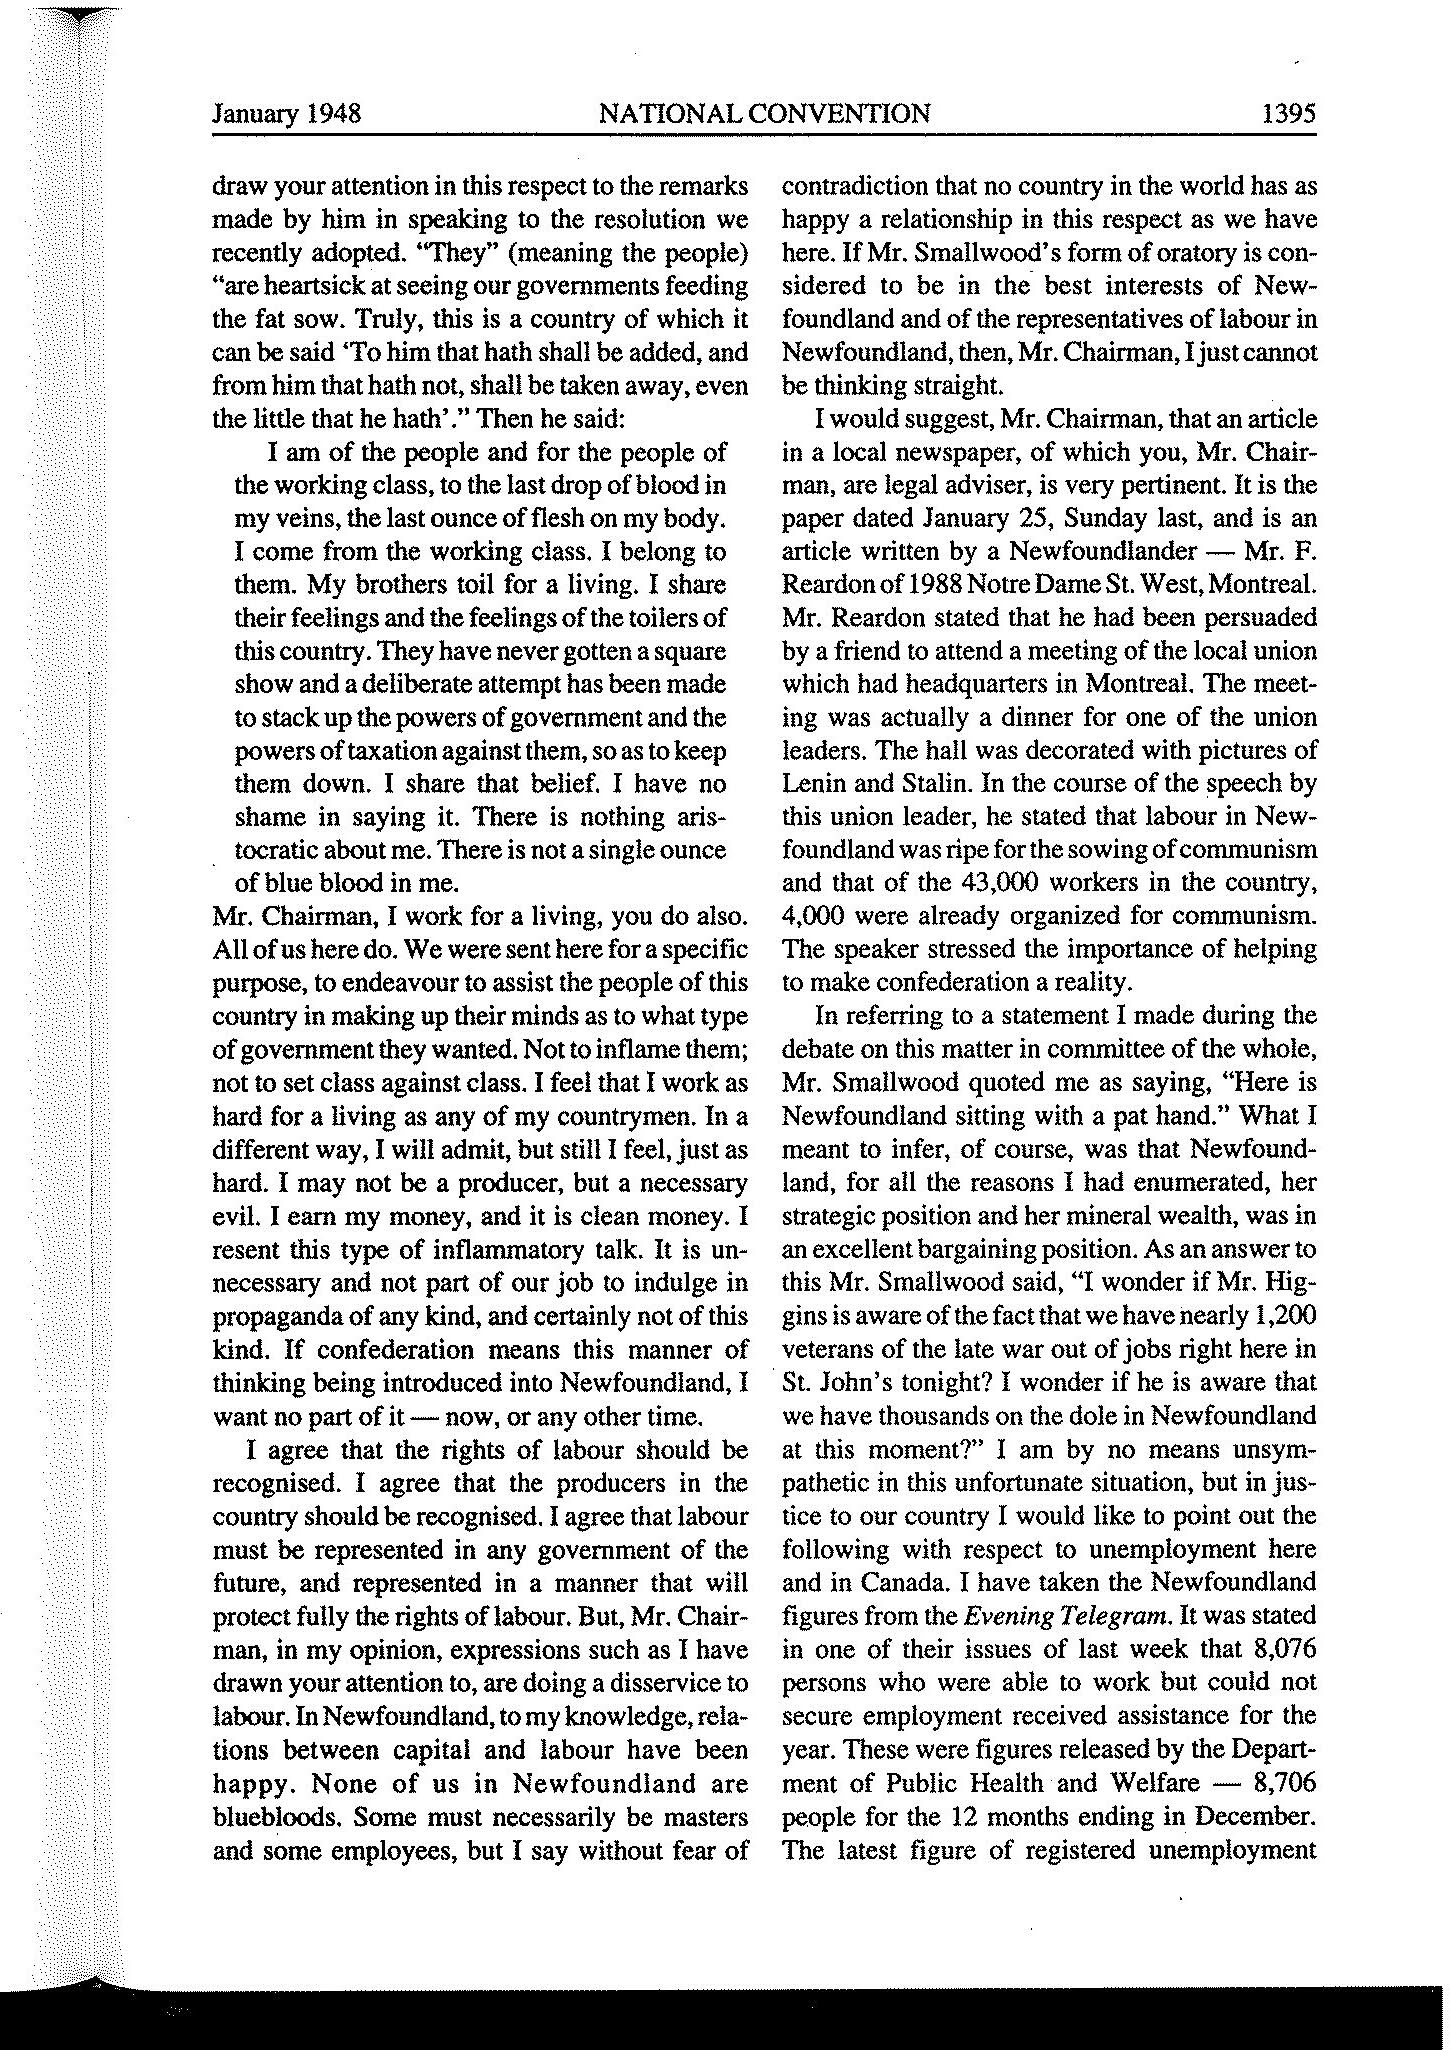 January 1948 NATIONAL CONVENTION 1395
draw your attention in this respect to the remarks
made by him in speaking to the resolution we
recently adopted. “They” (meaning the people)
“are heartsick at seeing our governments feeding
the fat sow. Truly, this is a country of which it
can be said ‘To him that hath shall be added, and
from him that hath not, shall be taken away, even
the little that he hath’.” Then he said:
I am of the people and for the people of
the working class, to the last drop of blood in
my veins, the last ounce of flesh on my body.
I come from the working class. I belong to
them. My brothers toil for a living. I share
their feelings and the feelings of the toilers of
this country. They have never gotten a square
show and a deliberate attempt has been made
to stack up the powers of government and the
powers of taxation against them, so as to keep
them down. I share that belief. I have no
shame in saying it. There is nothing aris-
tocratic about me. There is not a single ounce
of blue blood in me.
Mr. Chairman, I work for a living, you do also.
All of us here do. We were sent here for a specific
purpose, to endeavour to assist the people of this
country in making up their minds as to what type
of government they wanted. Not to inflame them;
not to set class against class. I feel that I work as
hard for a living as any of my countrymen. In a
different way, I will admit, but still I feel, just as
hard. I may not be a producer, but a necessary
evil. I earn my money, and it is clean money. I
resent this type of inflammatory talk. It is un-
necessary and not part of our job to indulge in
propaganda of any kind, and certainly not of this
kind. If confederation means this manner of
thinking being introduced into Newfoundland, I
want no part of it — now, or any other time.
I agree that the rights of labour should be
recognised. I agree that the producers in the
country should be recognised. I agree that labour
must be represented in any government of the
future, and represented in a manner that will
protect fully the rights of labour. But, Mr. Chair-
man, in my opinion, expressions such as I have
drawn your attention to, are doing a disservice to
labour. In Newfoundland, to my knowledge, rela-
tions between capital and labour have been
happy. None of us in Newfoundland are
bluebloods. Some must necessarily be masters
and some employees, but I say without fear of
contradiction that no country in the world has as
happy a relationship in this respect as we have
here. If Mr. Smallwood’s form of oratory is con-
sidered to be in the best interests of New-
foundland and of the representatives of labour in
Newfoundland, then, Mr. Chairman, I just cannot
be thinking straight.
I would suggest, Mr. Chairman, that an article
in a local newspaper, of which you, Mr. Chair-
man, are legal adviser, is very pertinent. It is the
paper dated January 25, Sunday last, and is an
article written by a Newfoundlander — Mr. F.
Reardon of 1988 Notre Dame St. West, Montreal.
Mr. Reardon stated that he had been persuaded
by a friend to attend a meeting of the local union
which had headquarters in Montreal. The meet-
ing was actually a dinner for one of the union
leaders. The hall was decorated with pictures of
Lenin and Stalin. In the course of the speech by
this union leader, he stated that labour in New-
foundland was ripe for the sowing of communism
and that of the 43,000 workers in the country,
4,000 were already organized for communism.
The speaker stressed the importance of helping
to make confederation a reality.
In referring to a statement I made during the
debate on this matter in committee of the whole,
Mr. Smallwood quoted me as saying, “Here is
Newfoundland sitting with a pat hand.” What I
meant to infer, of course, was that Newfound-
land, for all the reasons I had enumerated, her
strategic position and her mineral wealth, was in
an excellent bargaining position. As an answer to
this Mr. Smallwood said, “I wonder if Mr. Hig-
gins is aware of the fact that we have nearly 1,200
veterans of the late war out of jobs right here in
St. John’s tonight? I wonder if he is aware that
we have thousands on the dole in Newfoundland
at this moment?” I am by no means unsym-
pathetic in this unfortunate situation, but in jus-
tice to our country I would like to point out the
following with respect to unemployment here
and in Canada. I have taken the Newfoundland
figures from the Evening Telegram. It was stated
in one of their issues of last week that 8,076
persons who were able to work but could not
secure employment received assistance for the
year. These were figures released by the Depart-
ment of Public Health and Welfare — 8,706
people for the 12 months ending in December.
The latest figure of registered unemployment